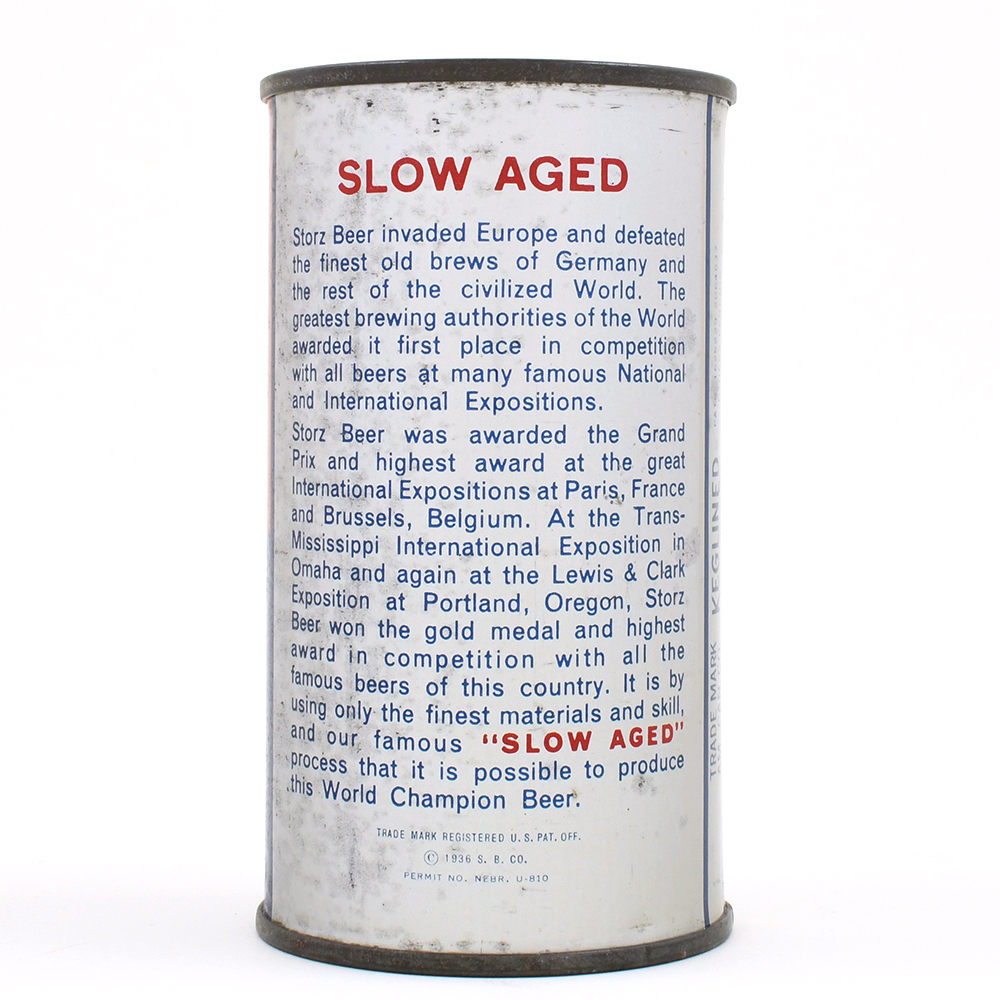 SLOW AGED
Storz Beer invaded Europe and defeated
the finest old brews of Germany and
the rest of the civilized World. The
greatest brewing authorities of the World
awarded it first place in competition
with all beers at many famous National
and International Expositions.
Storz Beer was awarded the Grand
Prix and highest award at the great
International Expositions at Paris, France
and Brussels, Belgium. At the Trans-
Mississippi International Exposition in
Omaha and again at the Lewis & Clark
Exposition at Portland, Oregon, Storz
Beer won the gold medal and highest
award in competition with all the
famous beers of this country. It is by
using only the finest materials and skill,
and our famous "SLOW AGED"
process that it is possible to produce
this World Champion Beer.
TRADE MARK REGISTERED U. S. PAT. OFF.
© 1936 S. B. CO.
PERMIT NO. NEBR. U-810
TRADE MARK KEGLINED